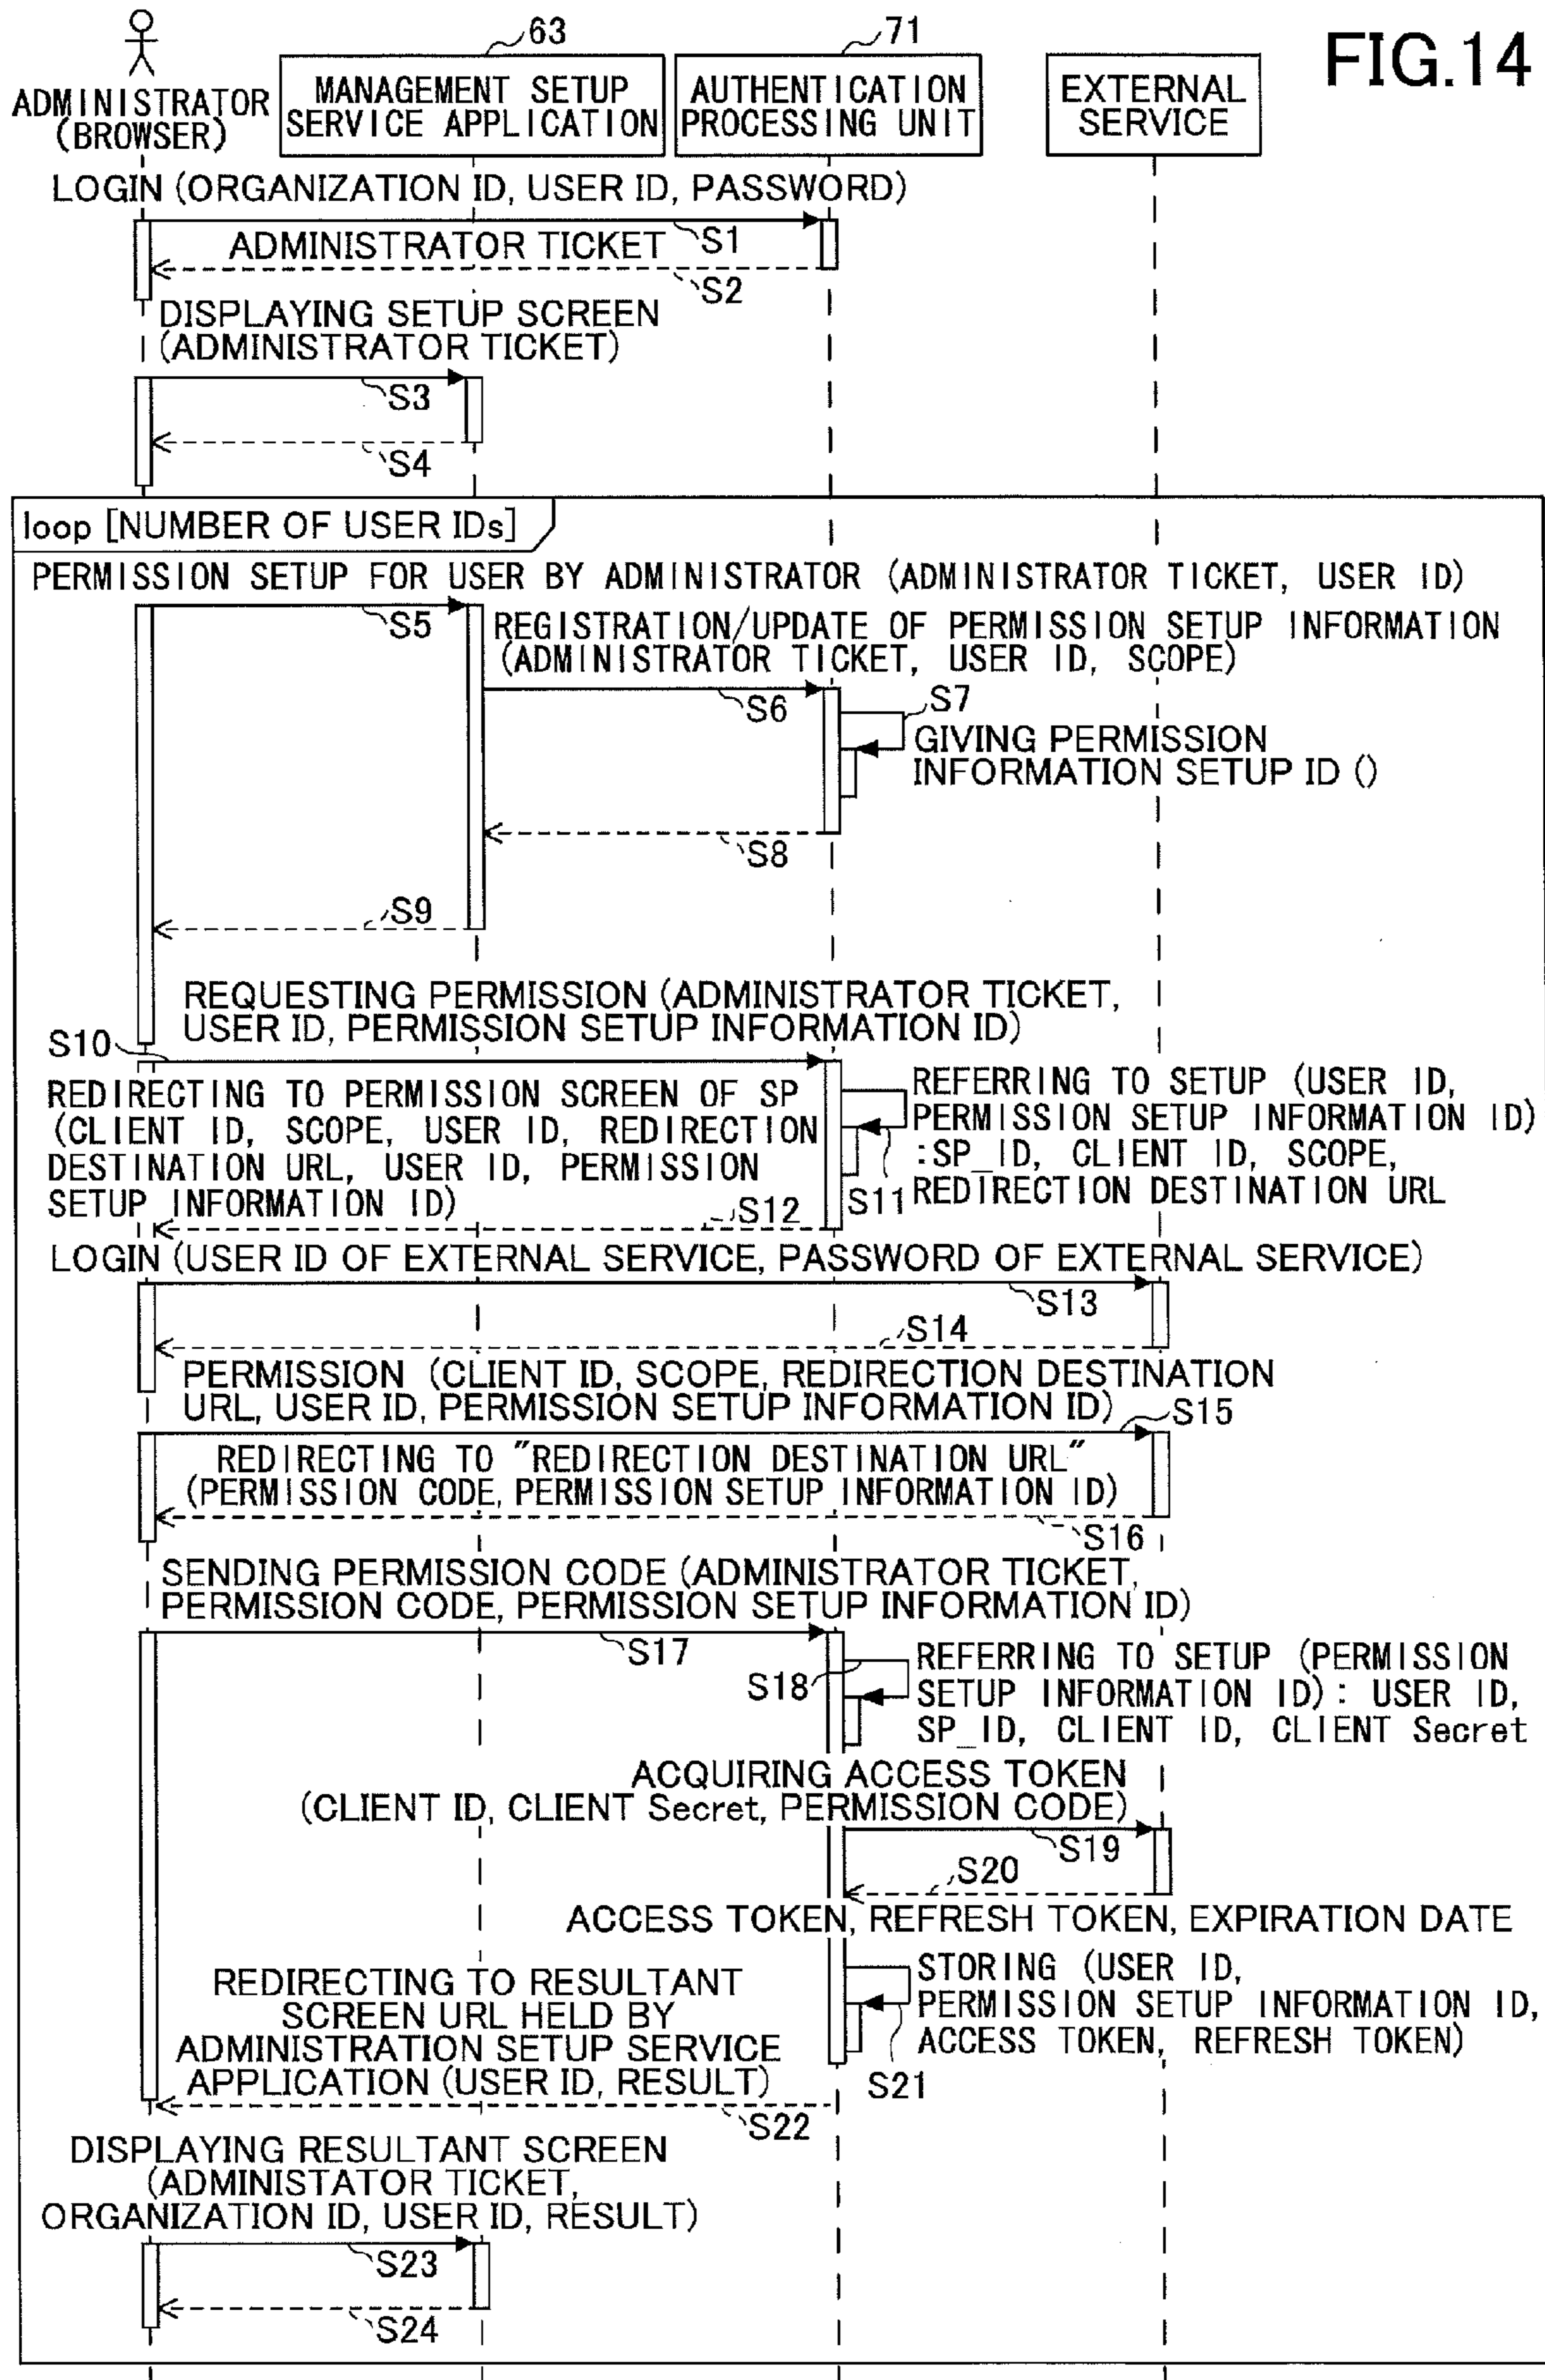 FIG.14
63
71
ADMINISTRATOR
(BROWSER)
MANAGEMENT SETUP
SERVICE APPLICATION
AUTHENTICATION
PROCESSING UNIT
EXTERNAL
SERVICE
LOGIN (ORGANIZATION ID, USER ID, PASSWORD)
S1
ADMINISTRATOR TICKET
S2
DISPLAYING SETUP SCREEN
(ADMINISTRATOR TICKET)
S3
S4
loop [NUMBER OF USER IDs]
PERMISSION SETUP FOR USER BY ADMINISTRATOR (ADMINISTRATOR TICKET, USER ID)
S5
REGISTRATION/UPDATE OF PERMISSION SETUP INFORMATION
(ADMINISTRATOR TICKET, USER ID, SCOPE)
S6
S7
GIVING PERMISSION
INFORMATION SETUP ID ()
S8
S9
REQUESTING PERMISSION (ADMINISTRATOR TICKET,
USER ID, PERMISSION SETUP INFORMATION ID)
S10
REDIRECTING TO PERMISSION SCREEN OF SP
(CLIENT ID, SCOPE, USER ID, REDIRECTION
DESTINATION URL, USER ID, PERMISSION
SETUP INFORMATION ID)
REFERRING TO SETUP (USER ID,
PERMISSION SETUP INFORMATION ID)
:SP_ID, CLIENT ID, SCOPE,
REDIRECTION DESTINATION URL
S11
S12
LOGIN (USER ID OF EXTERNAL SERVICE, PASSWORD OF EXTERNAL SERVICE)
S13
S14
PERMISSION (CLIENT ID, SCOPE, REDIRECTION DESTINATION
URL, USER ID, PERMISSION SETUP INFORMATION ID)
S15
REDIRECTING TO "REDIRECTION DESTINATION URL"
(PERMISSION CODE, PERMISSION SETUP INFORMATION ID)
S16
SENDING PERMISSION CODE (ADMINISTRATOR TICKET,
PERMISSION CODE, PERMISSION SETUP INFORMATION ID)
S17
S18
REFERRING TO SETUP (PERMISSION
SETUP INFORMATION ID): USER ID,
SP_ID, CLIENT ID, CLIENT Secret
ACQUIRING ACCESS TOKEN
(CLIENT ID, CLIENT Secret, PERMISSION CODE)
S19
S20
ACCESS TOKEN, REFRESH TOKEN, EXPIRATION DATE
STORING (USER ID,
PERMISSION SETUP INFORMATION ID,
ACCESS TOKEN, REFRESH TOKEN)
S21
REDIRECTING TO RESULTANT
SCREEN URL HELD BY
ADMINISTRATION SETUP SERVICE
APPLICATION (USER ID, RESULT)
S22
DISPLAYING RESULTANT SCREEN
(ADMINISTATOR TICKET,
ORGANIZATION ID, USER ID, RESULT)
S23
S24